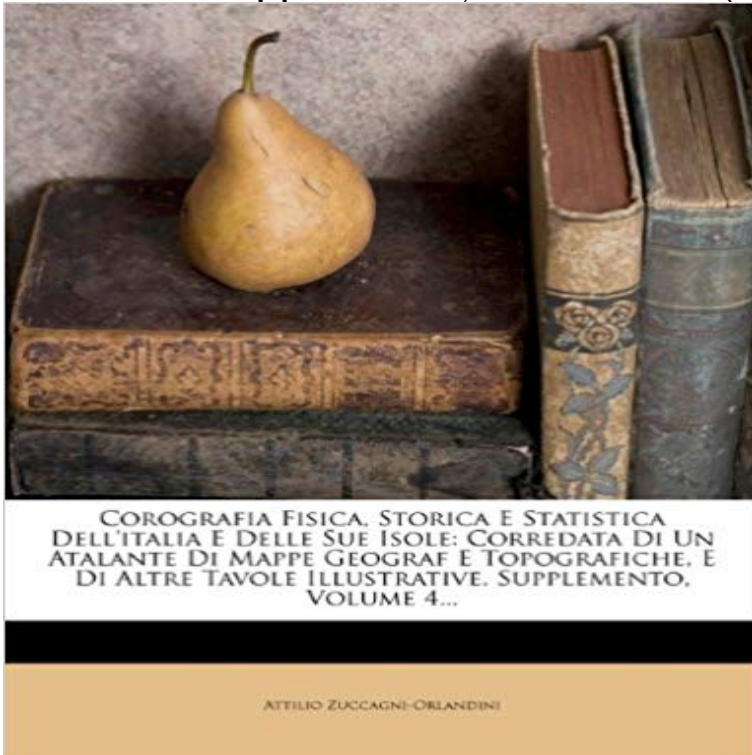 COROGRAFIA FISICA, STORICA E STATISTICA
DELL'ITALIA E DELLE SUE ISOLE: CORREDATA DI UN
ATALANTE DI MAPPE GEOGRAF E TOPOGRAFICHE, E
DI ALTRE TAVOLE ILLUSTRATIVE. SUPPLEMENTO,
VOLUME 4...
ATTILIO ZUCCAGNI-ORLANDINI